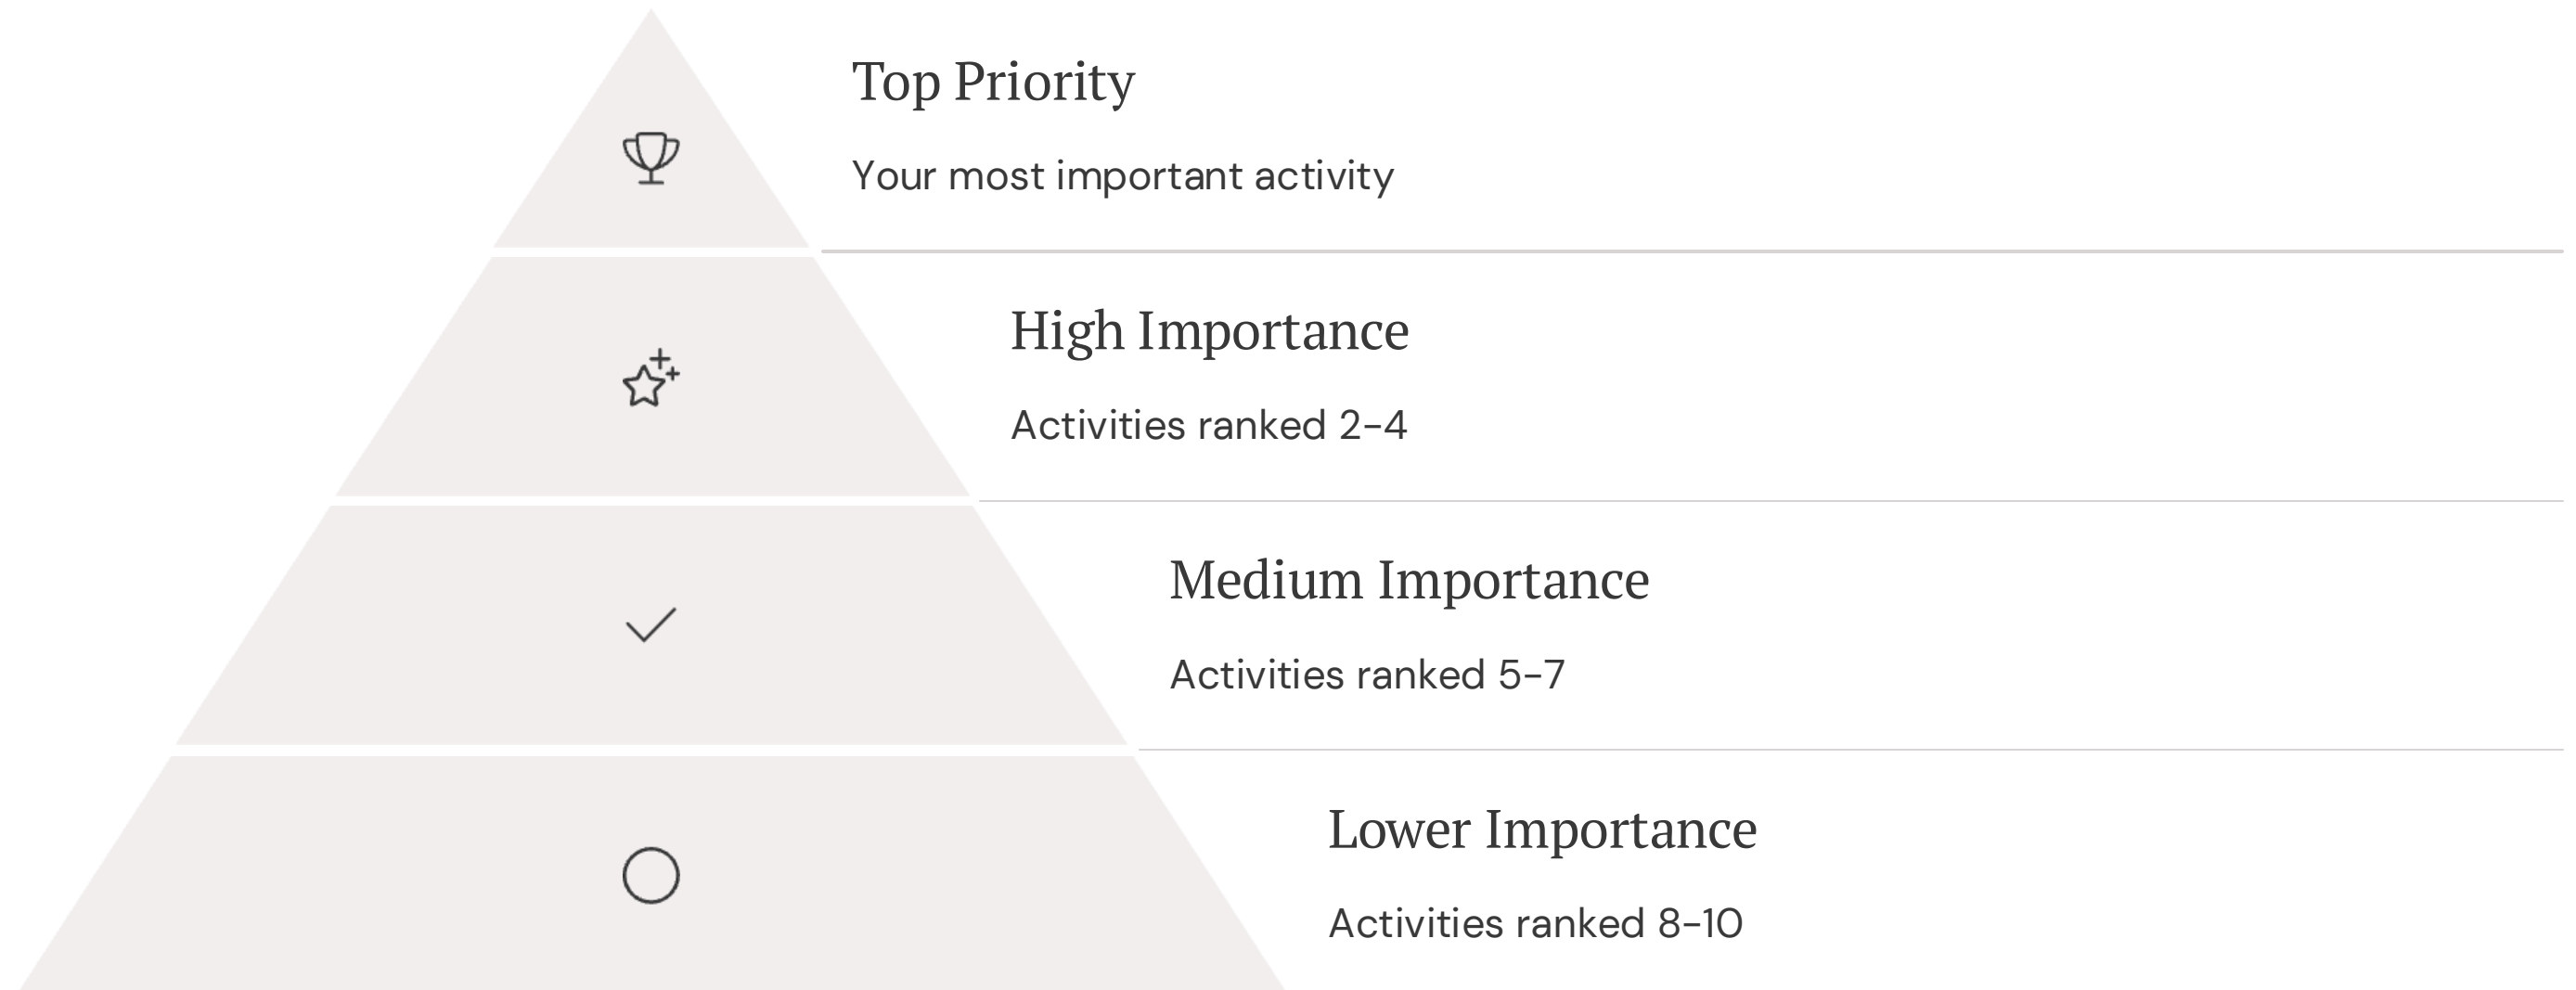 Top Priority
Your most important activity
High Importance
Activities ranked 2-4
Medium Importance
Activities ranked 5-7
Lower Importance
Activities ranked 8-10